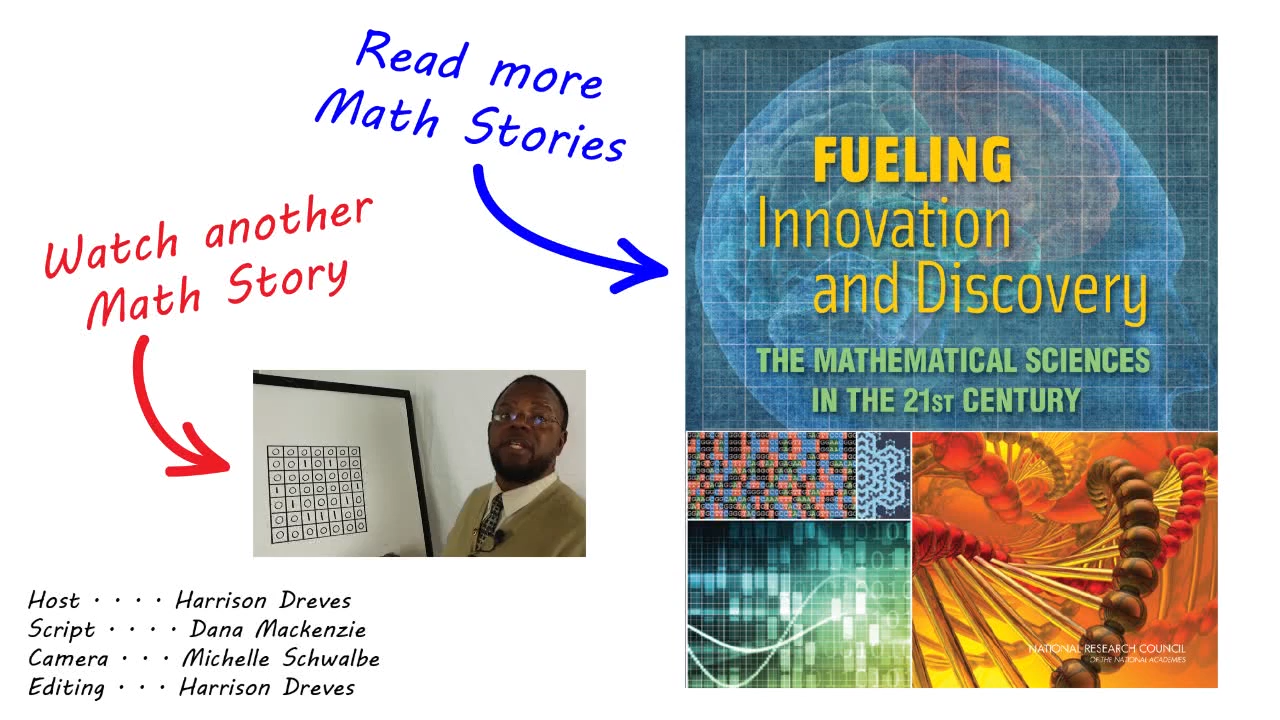 Read more
Math Stories
Watch another
Math Story
Host · · · · Harrison Dreves
Script · · · · Dana Mackenzie
Camera · · · Michelle Schwalbe
Editing · · · Harrison Dreves
FUELING
Innovation
and Discovery
THE MATHEMATICAL SCIENCES
IN THE 21ST CENTURY
NATIONAL RESEARCH COUNCIL
OF THE NATIONAL ACADEMIES